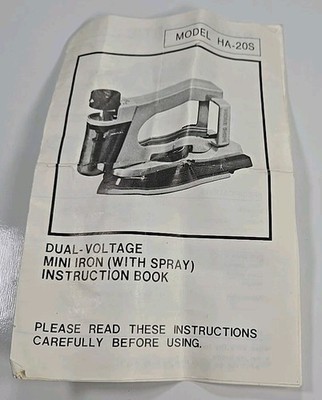 MODEL HA-20S
DUAL-VOLTAGE
MINI IRON (WITH SPRAY)
INSTRUCTION BOOK
PLEASE READ THESE INSTRUCTIONS
CAREFULLY BEFORE USING.